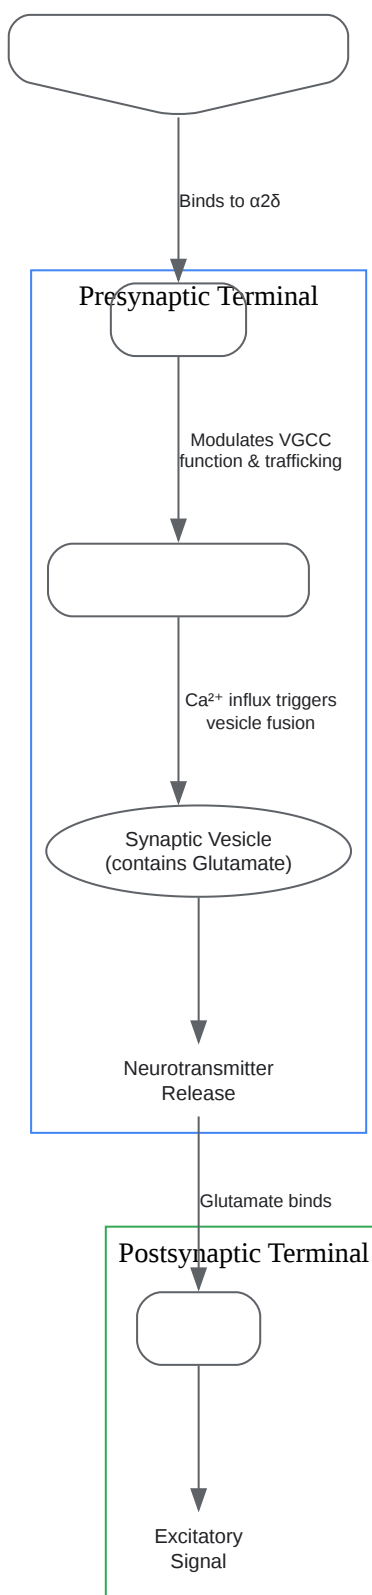 Binds to α2δ
Presynaptic Terminal
Modulates VGCC
function & trafficking
Ca²⁺ influx triggers
vesicle fusion
Synaptic Vesicle
(contains Glutamate)
Neurotransmitter
Release
Glutamate binds
Postsynaptic Terminal
Excitatory
Signal